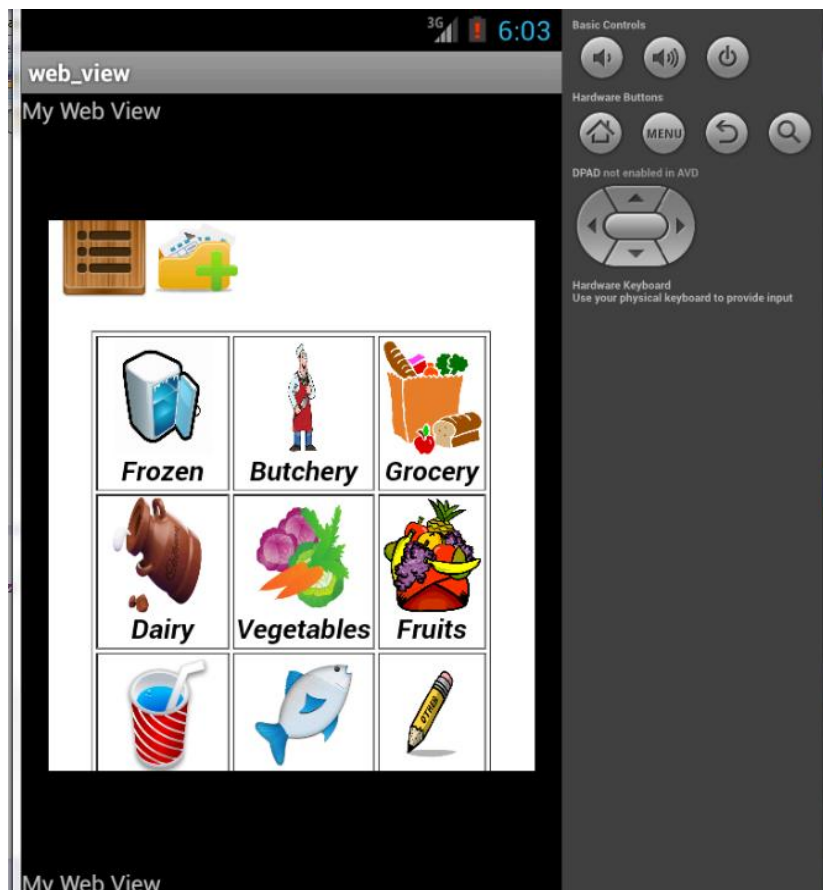 3G 6:03
web_view
My Web View
Frozen Butchery Grocery
Dairy Vegetables Fruits
OTHER
My Web View
Basic Controls
Hardware Buttons
MENU
DPAD not enabled in AVD
Hardware Keyboard
Use your physical keyboard to provide input